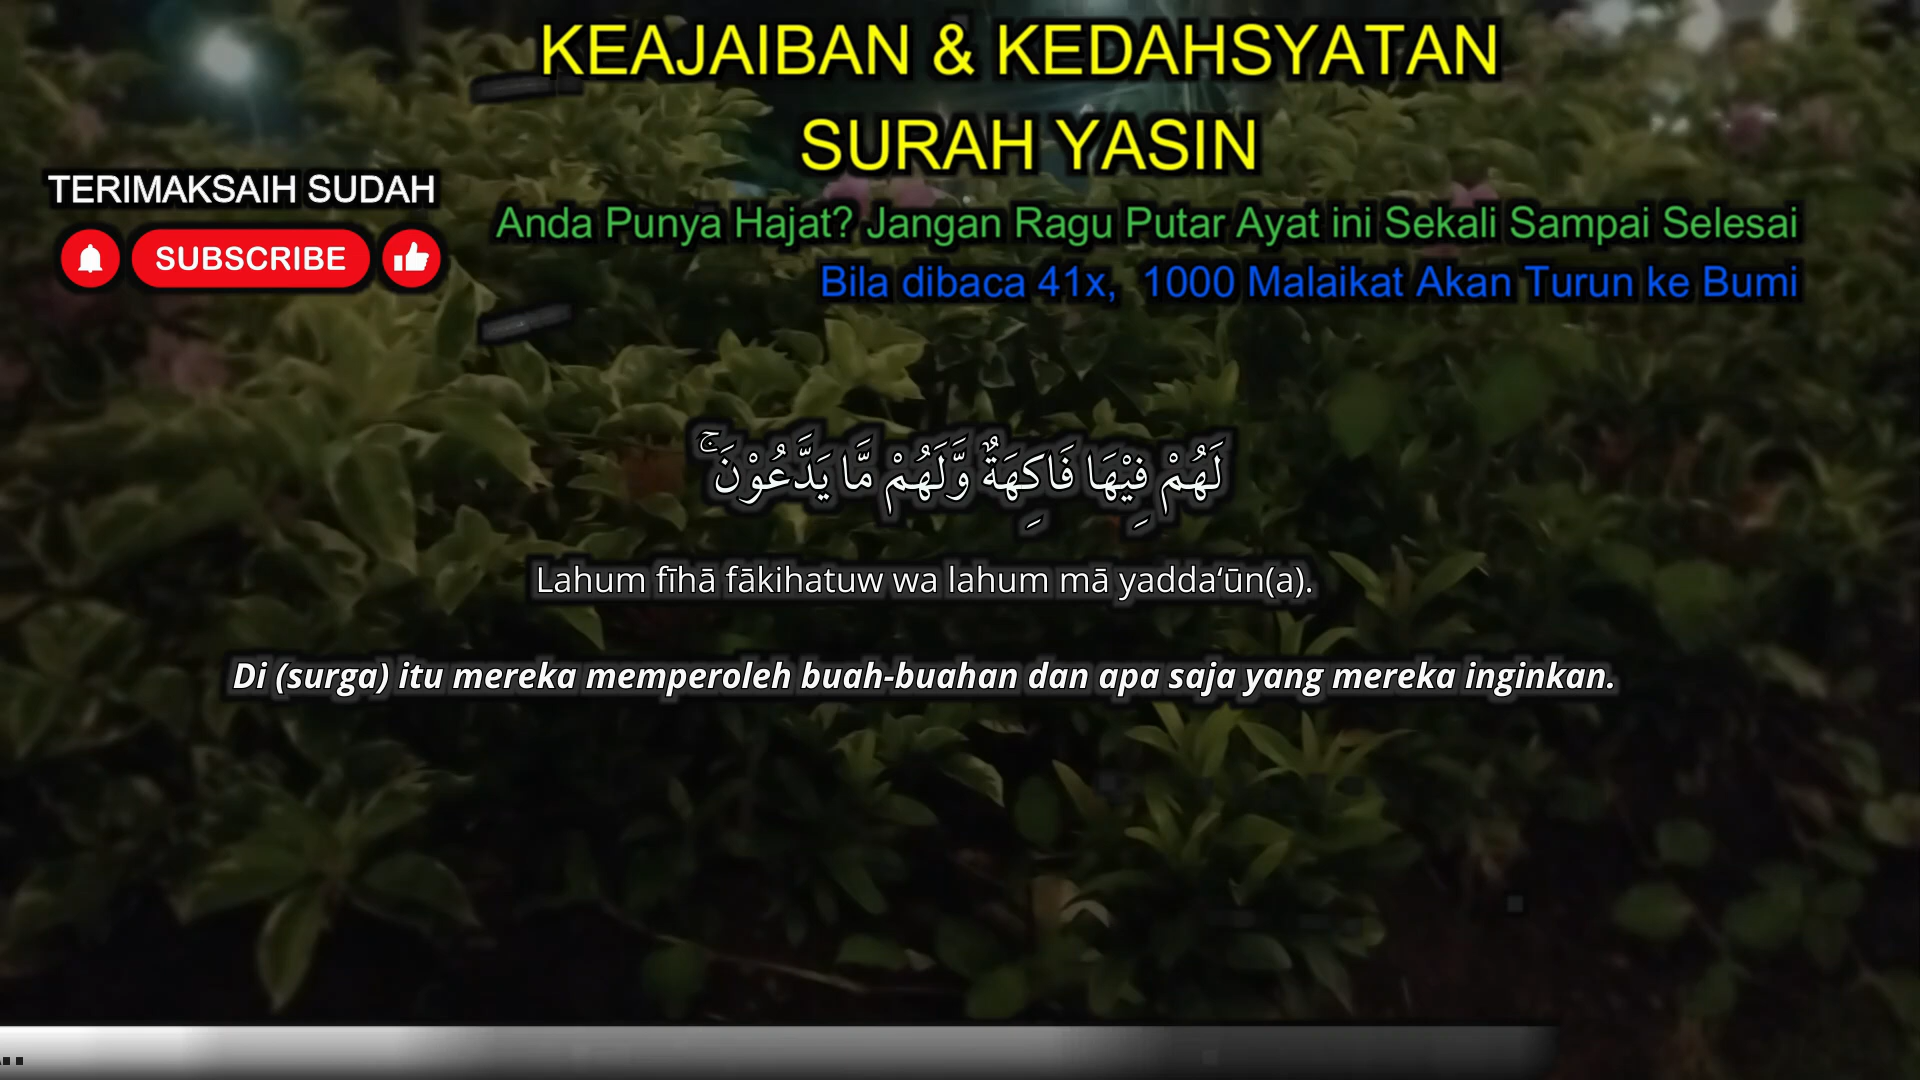 KEAJAIBAN & KEDAHSYATAN
SURAH YASIN
TERIMAKSAIH SUDAH
SUBSCRIBE
Anda Punya Hajat? Jangan Ragu Putar Ayat ini Sekali Sampai Selesai
Bila dibaca 41x, 1000 Malaikat Akan Turun ke Bumi
لَهُمْ فِيْهَا فَاكِهَةٌ وَّلَهُمْ مَّا يَدَّعُوْنَ ۚ
Lahum fīhā fākihatuw wa lahum mā yadda‘ūn(a).
Di (surga) itu mereka memperoleh buah-buahan dan apa saja yang mereka inginkan.
..